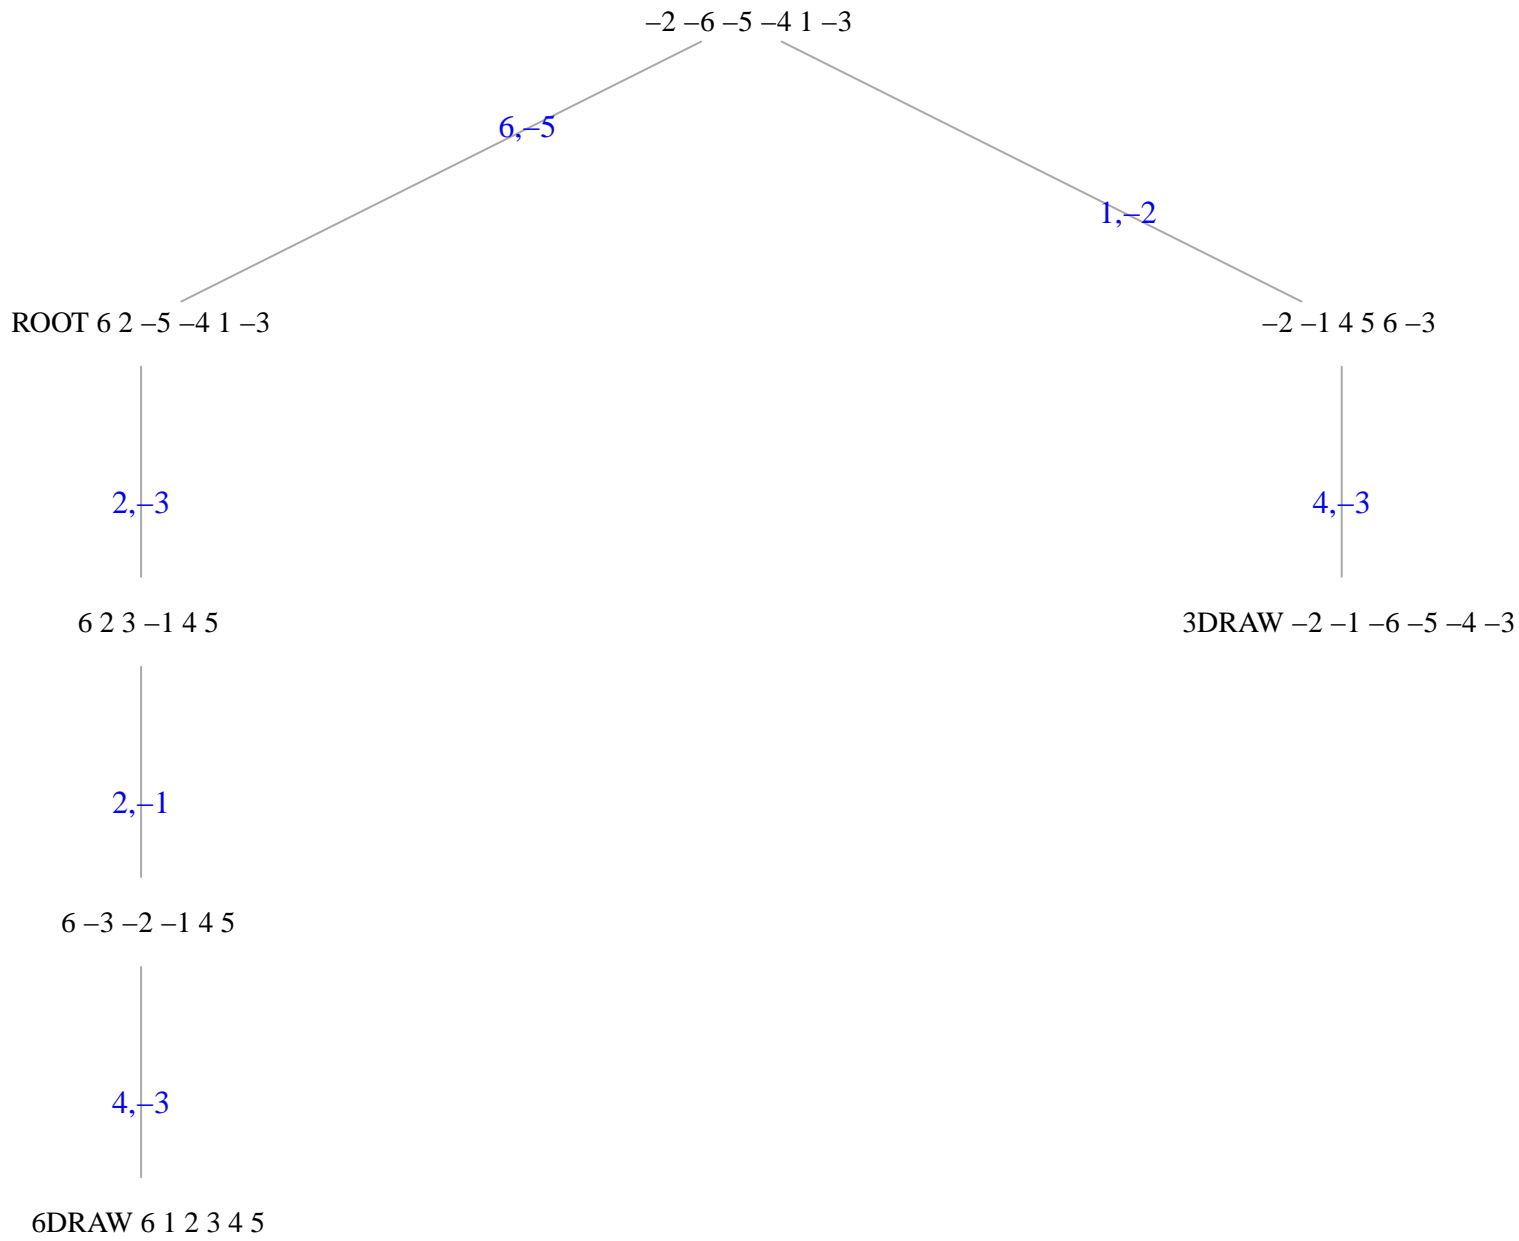 –2 –6 –5 –4 1 –3
6,–5
1,–2
ROOT 6 2 –5 –4 1 –3
–2 –1 4 5 6 –3
2,–3
4,–3
6 2 3 –1 4 5
3DRAW –2 –1 –6 –5 –4 –3
2,–1
6 –3 –2 –1 4 5
4,–3
6DRAW 6 1 2 3 4 5